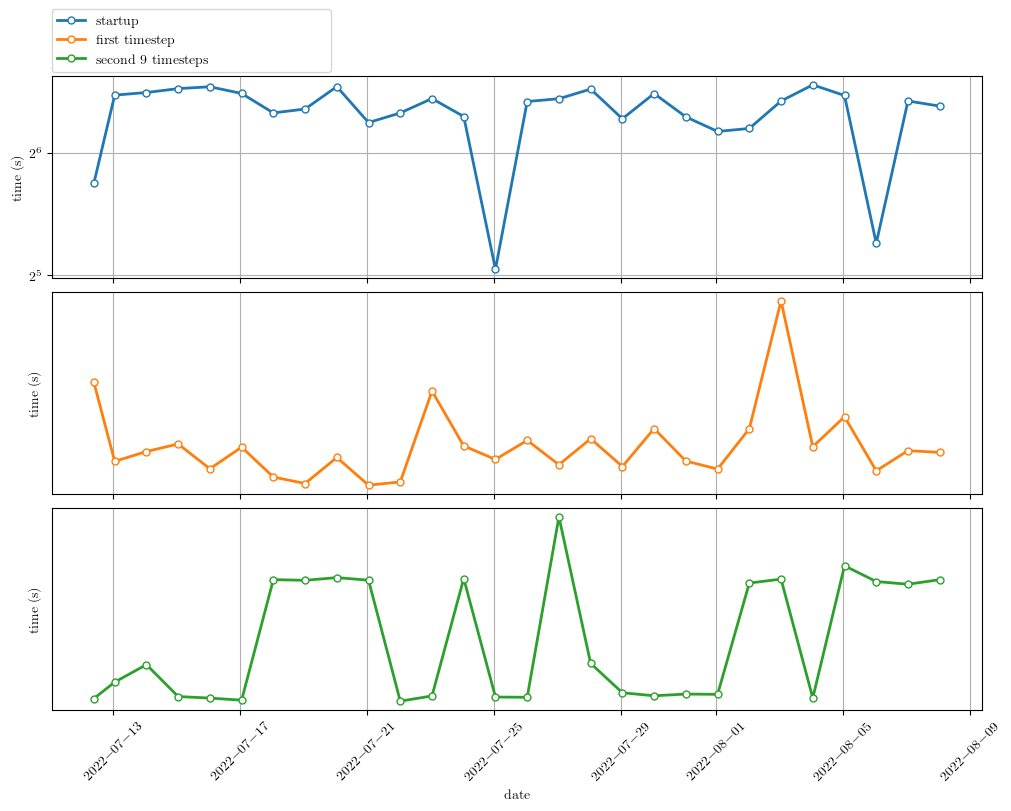 startup
first timestep
second 9 timesteps
2⁶
time (s)
2⁵
time (s)
time (s)
2022−07−13
2022−07−17
2022−07−21
2022−07−25
2022−07−29
2022−08−01
2022−08−05
2022−08−09
date